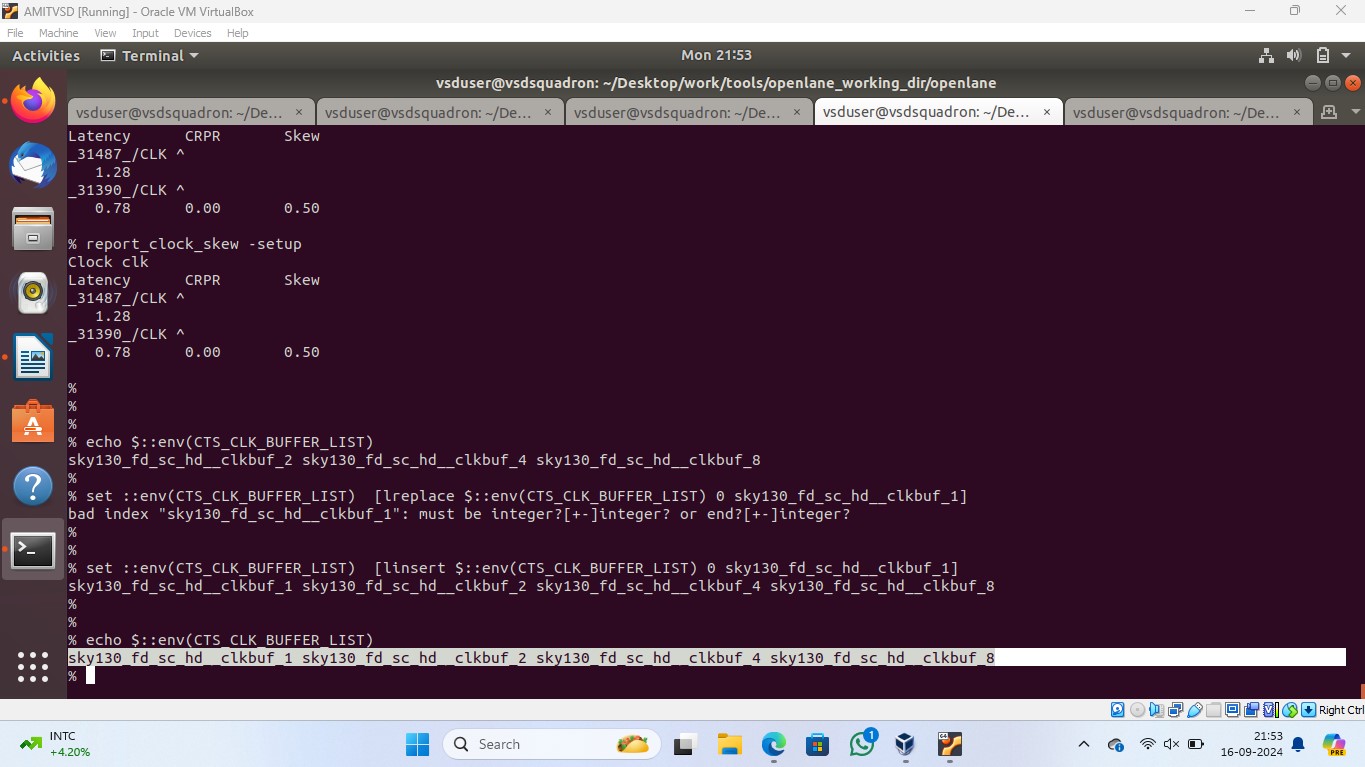 AMITVSD [Running] - Oracle VM VirtualBox
File Machine View Input Devices Help
Activities Terminal Mon 21:53
vsduser@vsdsquadron: ~/Desktop/work/tools/openlane_working_dir/openlane
vsduser@vsdsquadron: ~/De... × vsduser@vsdsquadron: ~/De... × vsduser@vsdsquadron: ~/De... × vsduser@vsdsquadron: ~/De... × vsduser@vsdsquadron: ~/De... ×
Latency CRPR Skew
_31487_/CLK ^
1.28
_31390_/CLK ^
0.78 0.00 0.50
% report_clock_skew -setup
Clock clk
Latency CRPR Skew
_31487_/CLK ^
1.28
_31390_/CLK ^
0.78 0.00 0.50
%
%
%
% echo $::env(CTS_CLK_BUFFER_LIST)
sky130_fd_sc_hd__clkbuf_2 sky130_fd_sc_hd__clkbuf_4 sky130_fd_sc_hd__clkbuf_8
%
% set ::env(CTS_CLK_BUFFER_LIST)  [lreplace $::env(CTS_CLK_BUFFER_LIST) 0 sky130_fd_sc_hd__clkbuf_1]
bad index "sky130_fd_sc_hd__clkbuf_1": must be integer?[+-]integer? or end?[+-]integer?
%
%
% set ::env(CTS_CLK_BUFFER_LIST)  [linsert $::env(CTS_CLK_BUFFER_LIST) 0 sky130_fd_sc_hd__clkbuf_1]
sky130_fd_sc_hd__clkbuf_1 sky130_fd_sc_hd__clkbuf_2 sky130_fd_sc_hd__clkbuf_4 sky130_fd_sc_hd__clkbuf_8
%
%
% echo $::env(CTS_CLK_BUFFER_LIST)
sky130_fd_sc_hd__clkbuf_1 sky130_fd_sc_hd__clkbuf_2 sky130_fd_sc_hd__clkbuf_4 sky130_fd_sc_hd__clkbuf_8
%
Right Ctrl
INTC
+4.20%
Search
1
21:53
16-09-2024
PRE